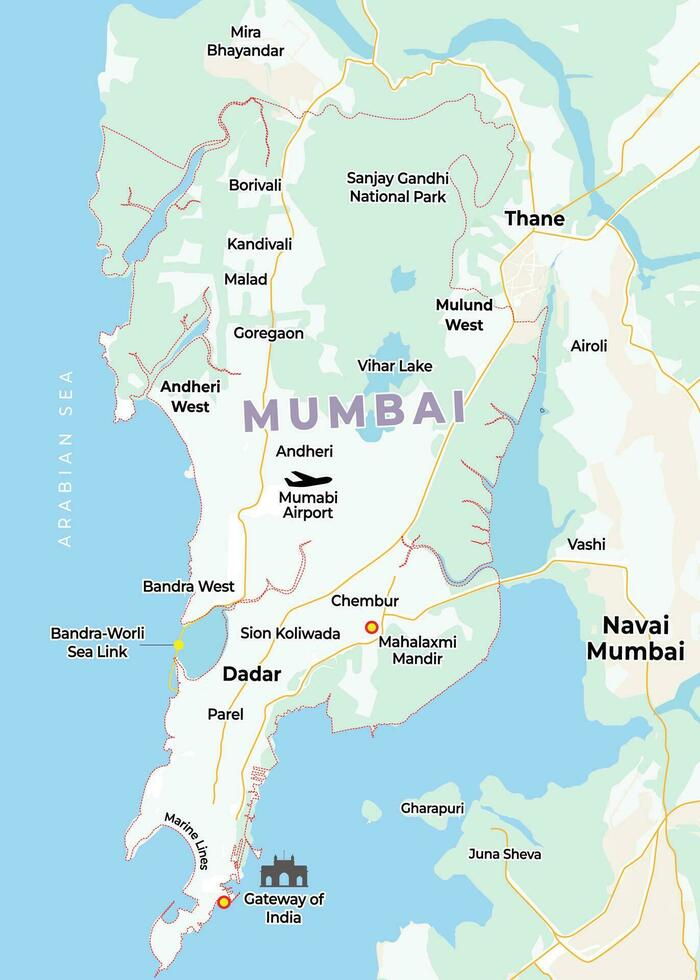 Mira
Bhayandar
Borivali
Sanjay Gandhi
National Park
Thane
Kandivali
Malad
Mulund
West
Goregaon
Airoli
Vihar Lake
Andheri
West
MUMBAI
ARABIAN SEA
Andheri
Mumabi
Airport
Vashi
Bandra West
Chembur
Bandra-Worli
Sea Link
Sion Koliwada
Mahalaxmi
Mandir
Navai
Mumbai
Dadar
Parel
Gharapuri
Marine Lines
Juna Sheva
Gateway of
India